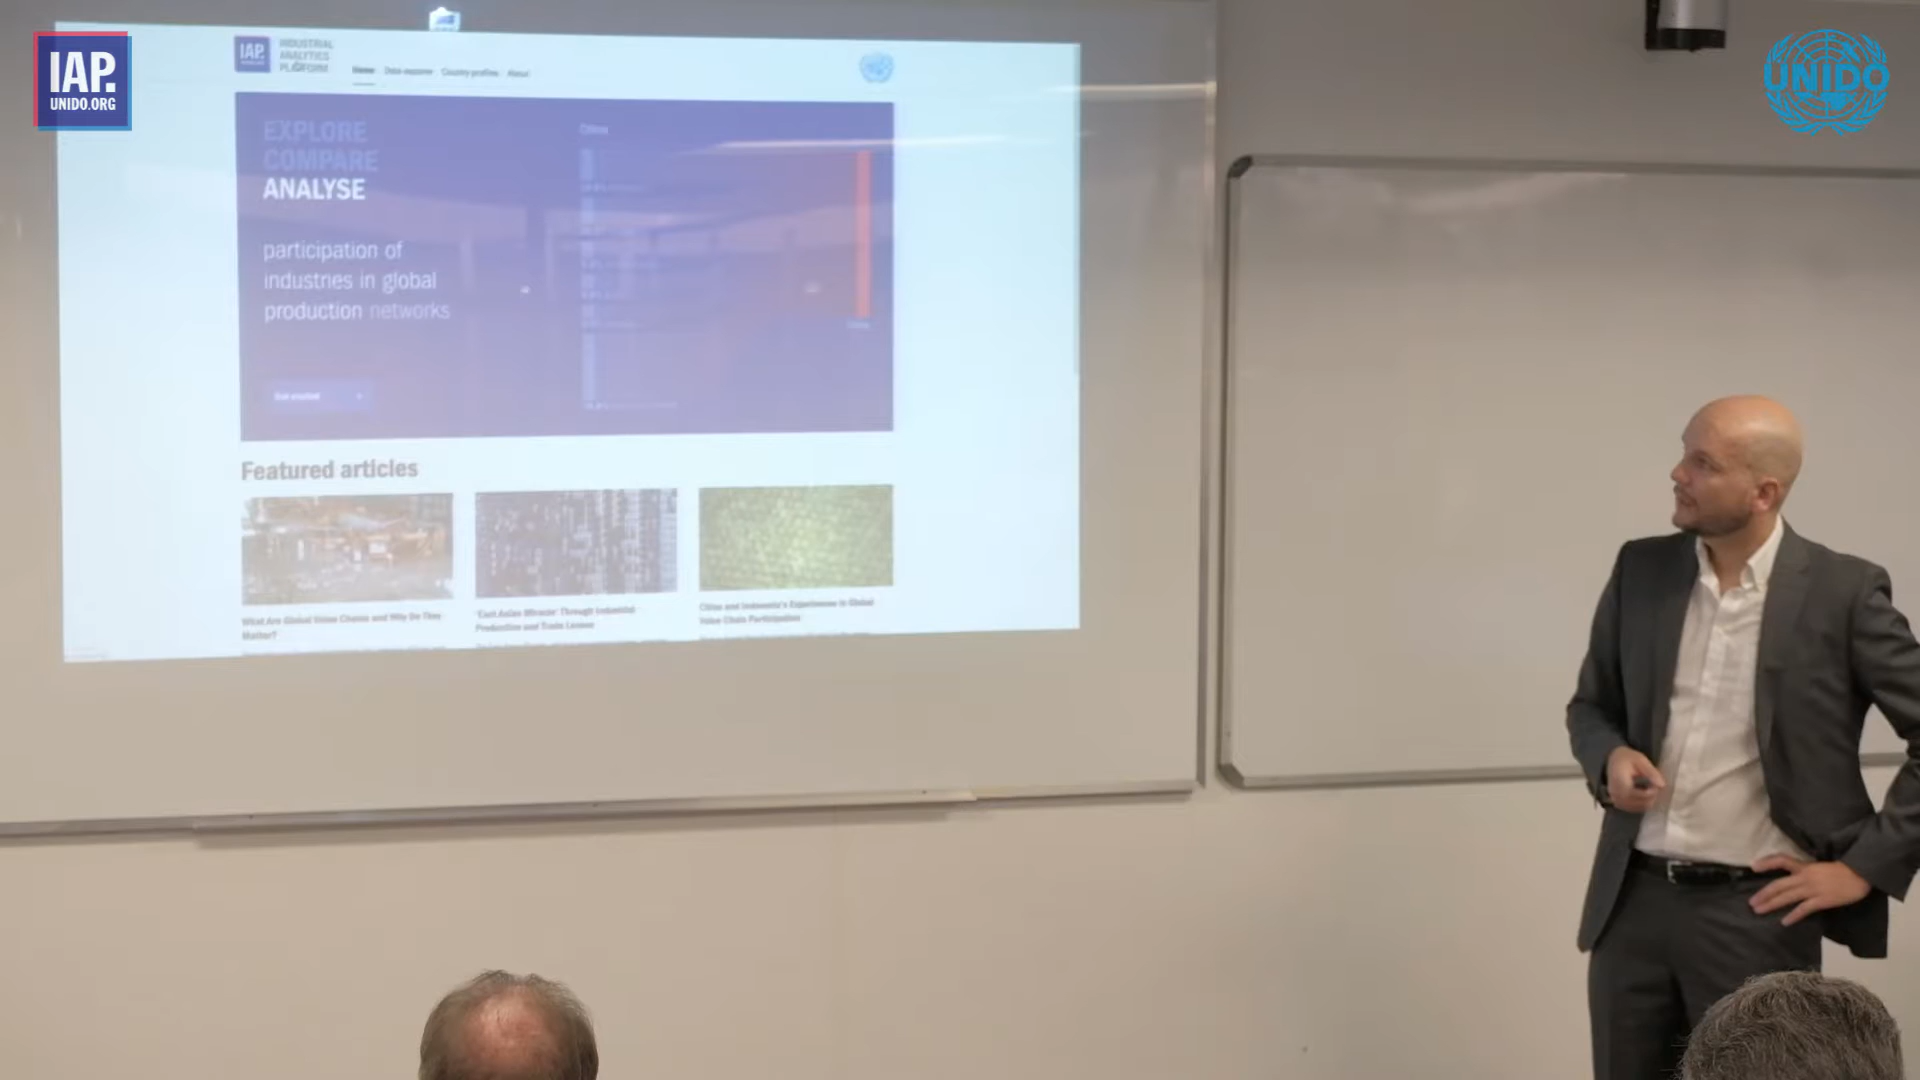 IAP.
UNIDO.ORG
UNIDO
IAP.
INDUSTRIAL
ANALYTICS
PLATFORM
Home Data explorer Country profiles About
EXPLORE
COMPARE
ANALYSE
participation of
industries in global
production networks
China
Get started
Featured articles
What Are Global Value Chains and Why Do They
Matter?
'East Asian Miracle' Through Industrial
Production and Trade Lenses
China and Indonesia's Experiences in Global
Value Chain Participation